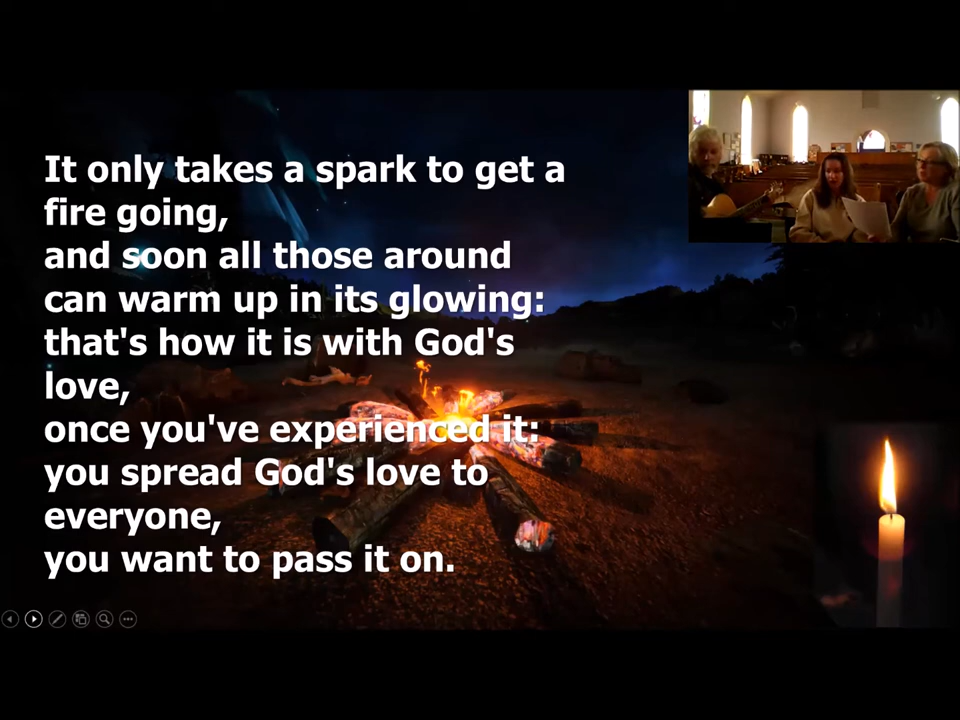 It only takes a spark to get a
fire going,
and soon all those around
can warm up in its glowing:
that's how it is with God's
love,
once you've experienced it:
you spread God's love to
everyone,
you want to pass it on.